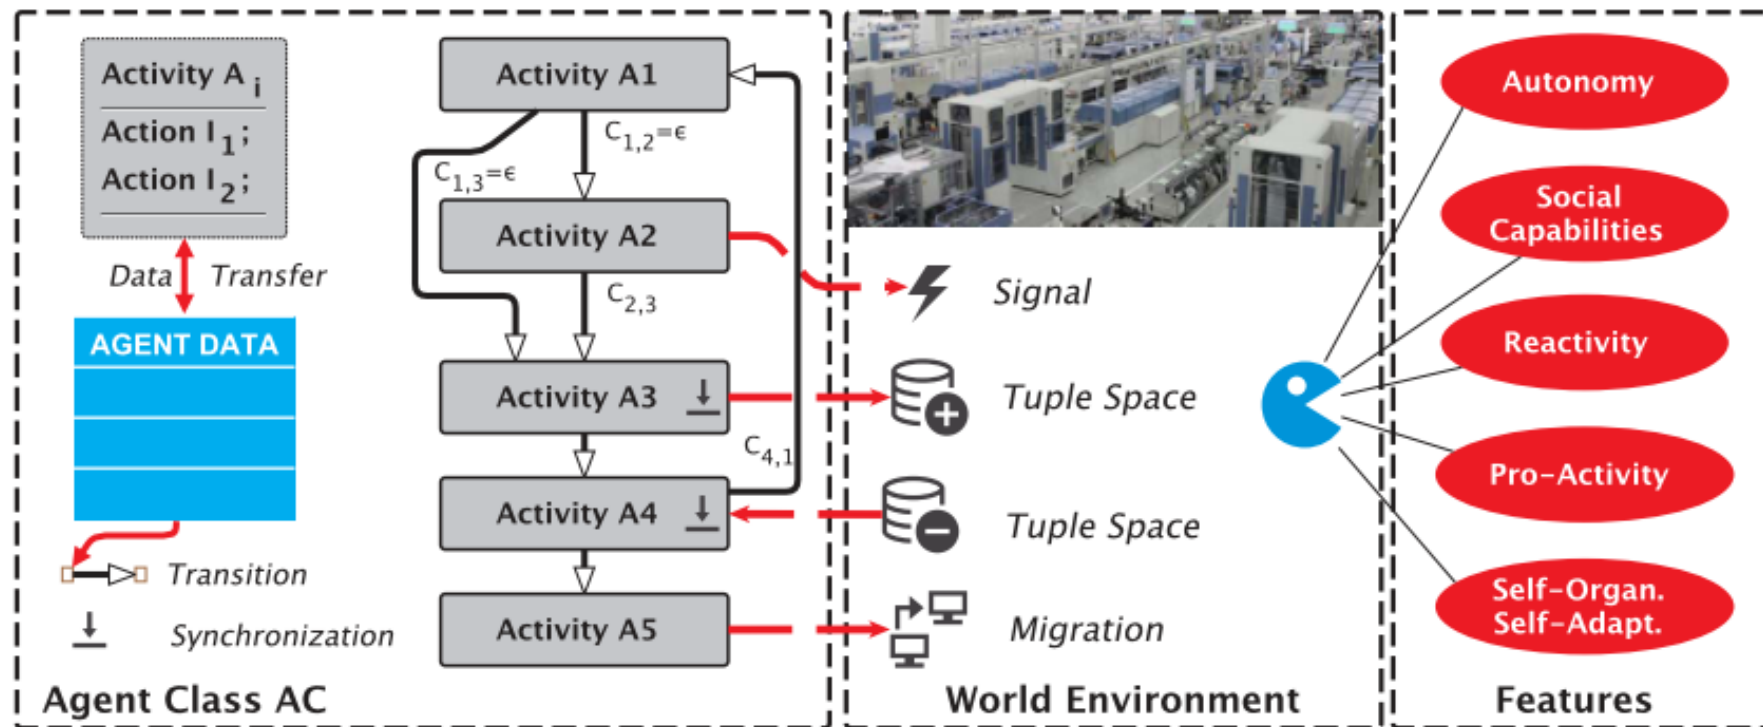 Activity A i
Action I 1 ;
Action I 2 ;
Data Transfer
AGENT DATA
Transition
Synchronization
Agent Class AC
Activity A1
C1,2=ϵ
C1,3=ϵ
Activity A2
C2,3
Activity A3
C4,1
Activity A4
Activity A5
Signal
Tuple Space
Tuple Space
Migration
World Environment
Autonomy
Social
Capabilities
Reactivity
Pro-Activity
Self-Organ.
Self-Adapt.
Features